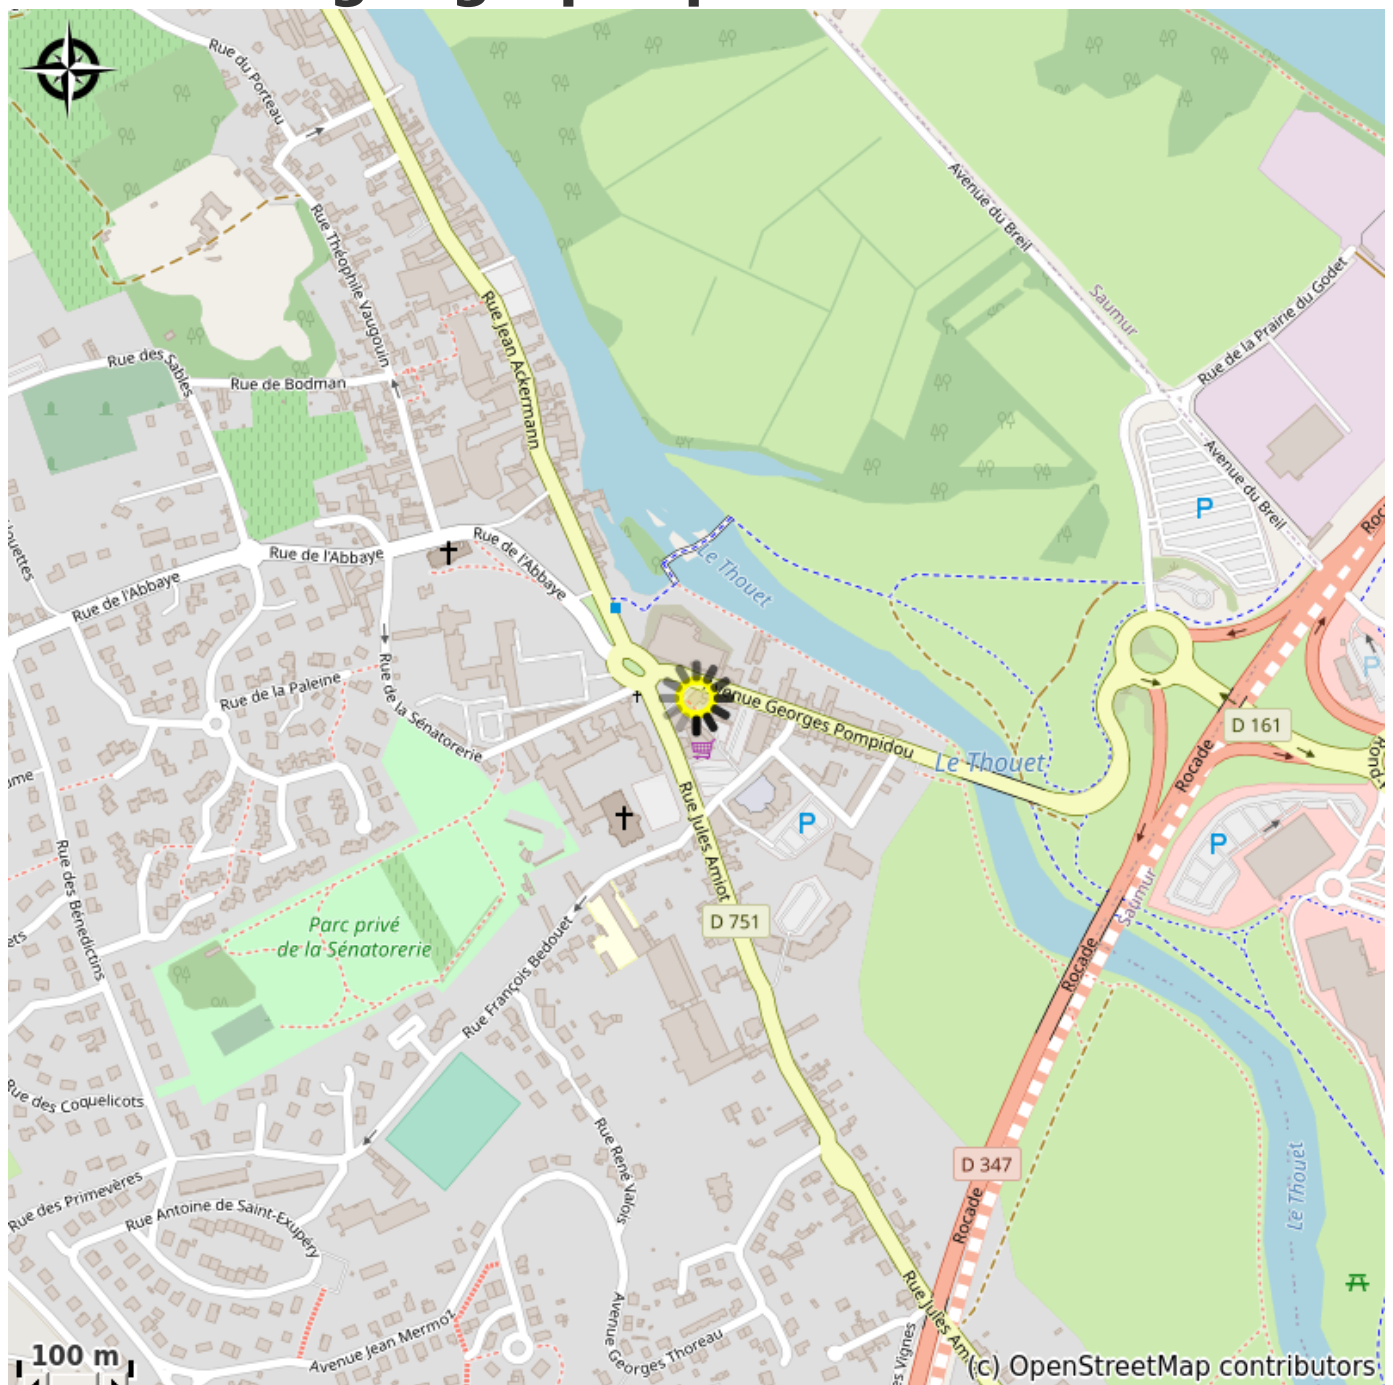 Rue du Porteau
Rue Théophile Vaugouin
Rue Jean Ackermann
Avenue du Breil
Saumur
Rue de la Prairie du Godet
Avenue du Breil
Rue des Sables
Rue de Bodman
P
Rue de l'Abbaye
Rue de l'Abbaye
Rue de l'Abbaye
Le Thouet
Rue de la Paleine
Rue de la Sénatorerie
Avenue Georges Pompidou
Le Thouet
D 161
Rocade
P
P
P
Rue Jules Amiot
Rue des Bénedictins
Parc privé
de la Sénatorerie
D 751
Saumur
Rocade
Rue François Bedouet
Rue des Coquelicots
Rue René Valois
D 347
Le Thouet
Rue des Primevères
Rue Antoine de Saint-Exupéry
Rocade
Avenue Jean Mermoz
Avenue Georges Thoreau
Rue Jules Amiot
100 m
(c) OpenStreetMap contributors